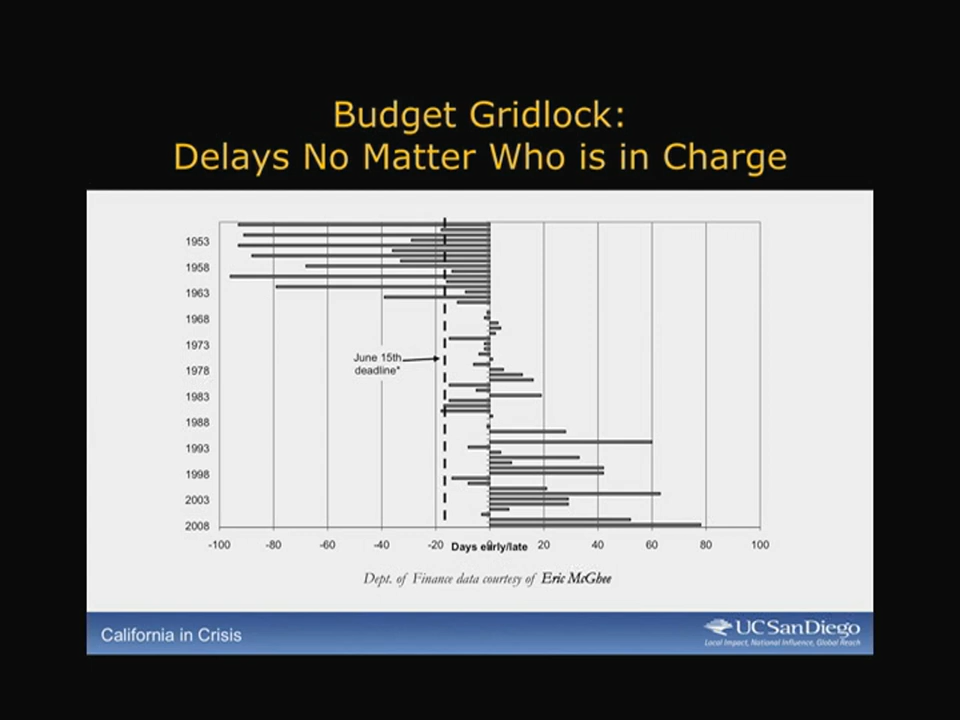 Budget Gridlock:
Delays No Matter Who is in Charge
1953
1958
1963
1968
1973
June 15th
deadline*
1978
1983
1988
1993
1998
2003
2008
-100 -80 -60 -40 -20 0 20 40 60 80 100
Days early/late
Dept. of Finance data courtesy of Eric McGhee
California in Crisis
UC San Diego
Local Impact, National Influence, Global Reach